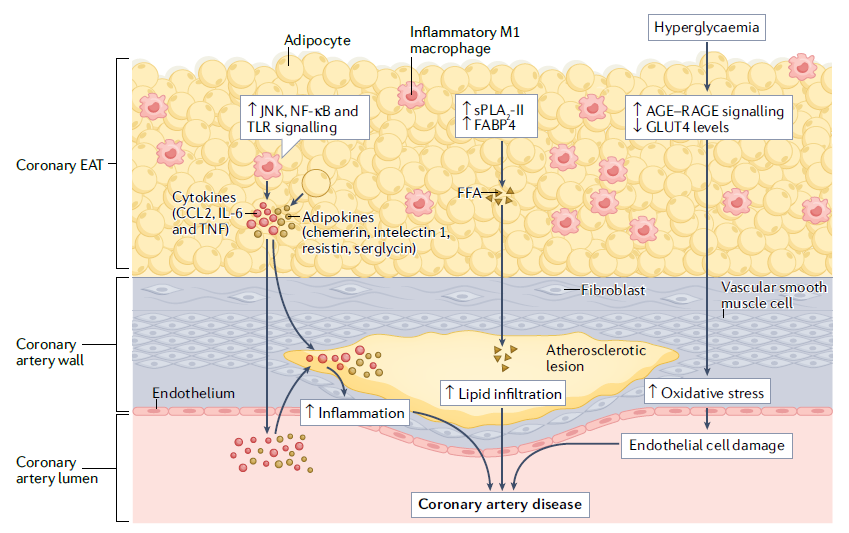 Hyperglycaemia
Inflammatory M1
macrophage
Adipocyte
↑ JNK, NF-κB and
TLR signalling
↑ sPLA₂-II
↑ FABP4
↑ AGE–RAGE signalling
↓ GLUT4 levels
Coronary EAT
Cytokines
(CCL2, IL-6
and TNF)
FFA
Adipokines
(chemerin, intelectin 1,
resistin, serglycin)
Fibroblast
Vascular smooth
muscle cell
Coronary
artery wall
Atherosclerotic
lesion
Endothelium
↑ Inflammation
↑ Lipid infiltration
↑ Oxidative stress
Endothelial cell damage
Coronary
artery lumen
Coronary artery disease